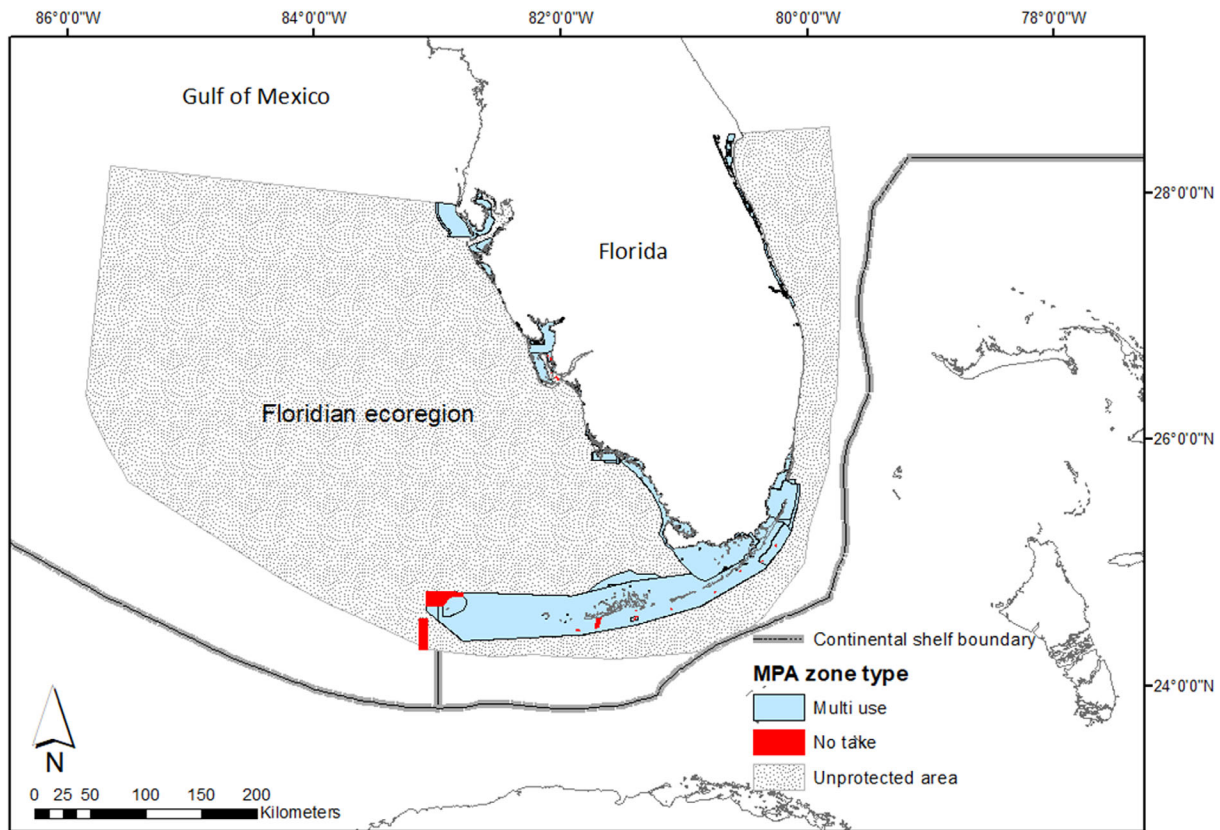 86°0'0"W 84°0'0"W 82°0'0"W 80°0'0"W 78°0'0"W
Gulf of Mexico
28°0'0"N
Florida
Floridian ecoregion
26°0'0"N
Continental shelf boundary
MPA zone type
24°0'0"N
Multi use
No take
Unprotected area
N
0 25 50 100 150 200
Kilometers